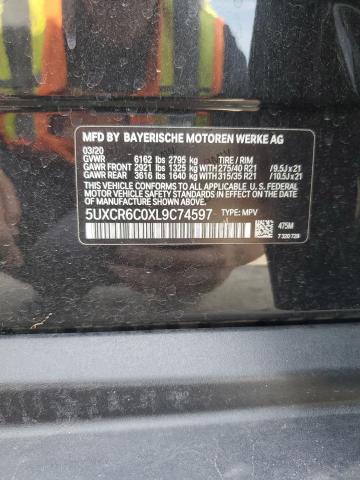 MFD BY BAYERISCHE MOTOREN WERKE AG
03/20
GVWR 6162 lbs 2795 kg TIRE / RIM
GAWR FRONT 2921 lbs 1325 kg WITH 275/40 R21 /9.5J x 21
GAWR REAR 3616 lbs 1640 kg WITH 315/35 R21 /10.5J x 21
THIS VEHICLE CONFORMS TO ALL APPLICABLE U.S. FEDERAL MOTOR
VEHICLE SAFETY STANDARDS IN EFFECT ON THE DATE OF MANUFACTURE SHOWN ABOVE.
5UXCR6C0XL9C74597 TYPE: MPV
475M
7 320 728